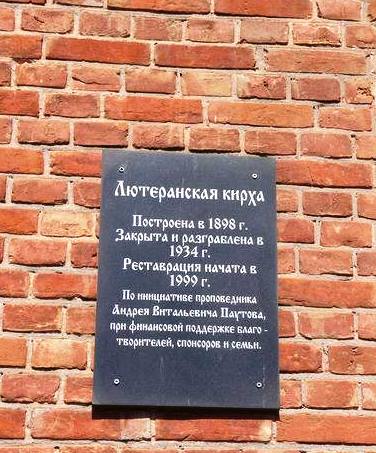 Лютеранская кирха
Построена в 1898 г.
Закрыта и разграблена в
1934 г.
Реставрация начата в
1999 г.
По инициативе проповедника
Андрея Витальевича Паутова,
при финансовой поддержке благо-
творителей, спонсоров и семьи.